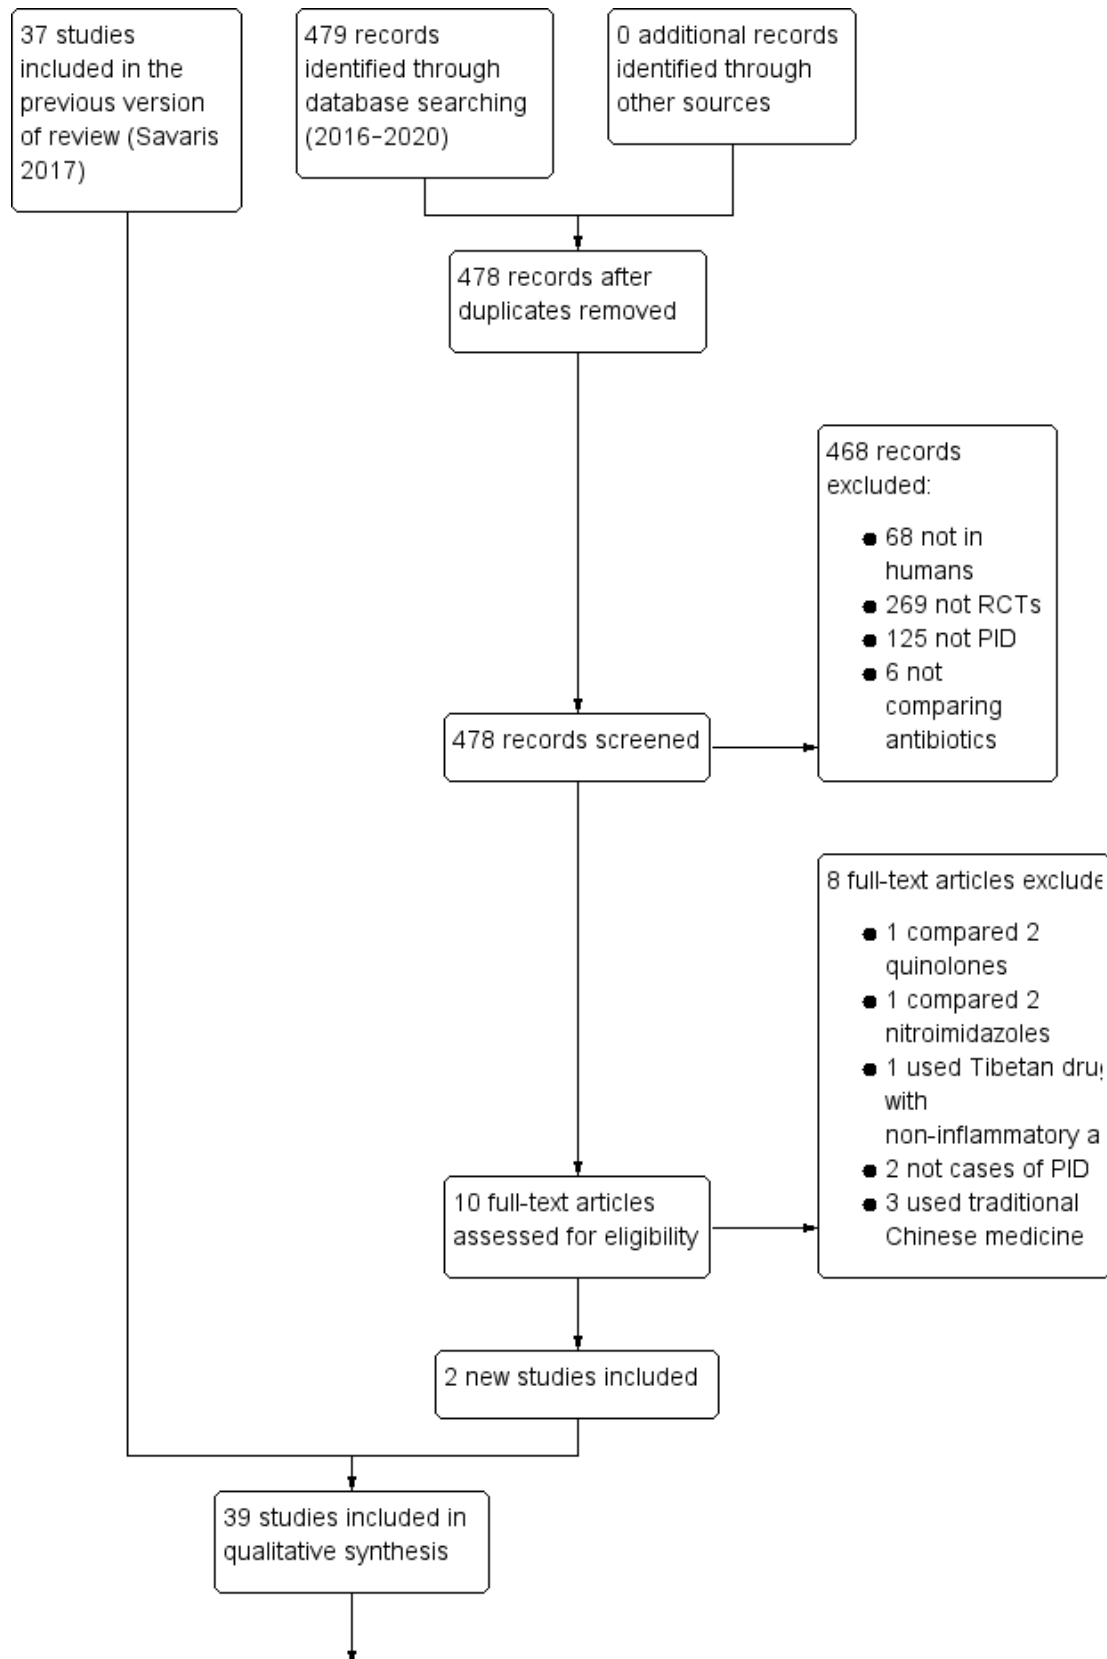 37 studies
included in the
previous version
of review (Savaris
2017)
479 records
identified through
database searching
(2016-2020)
0 additional records
identified through
other sources
478 records after
duplicates removed
468 records
excluded:
● 68 not in
humans
● 269 not RCTs
● 125 not PID
● 6 not
comparing
antibiotics
478 records screened
8 full-text articles exclude
● 1 compared 2
quinolones
● 1 compared 2
nitroimidazoles
● 1 used Tibetan
with
non-inflammatory
● 2 not cases of PID
● 3 used traditional
Chinese medicine
10 full-text articles
assessed for eligibility
2 new studies included
39 studies included in
qualitative synthesis